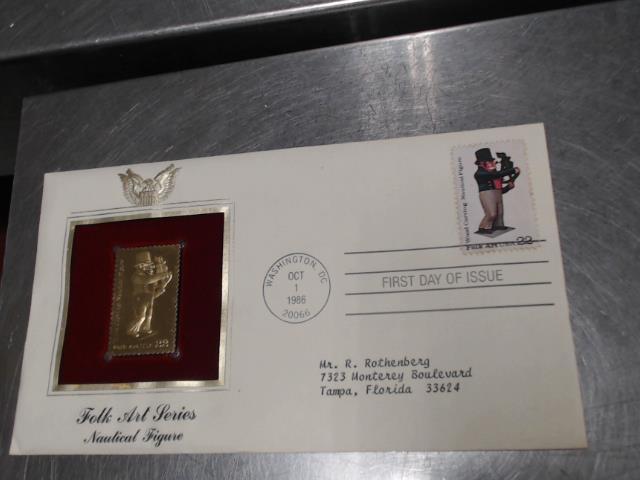 Wood Carving: Nautical Figure
Folk Art USA 22
WASHINGTON, DC
OCT
1
1986
20066
FIRST DAY OF ISSUE
22
Mr. R. Rothenberg
7323 Monterey Boulevard
Tampa, Florida 33624
Folk Art Series
Nautical Figure